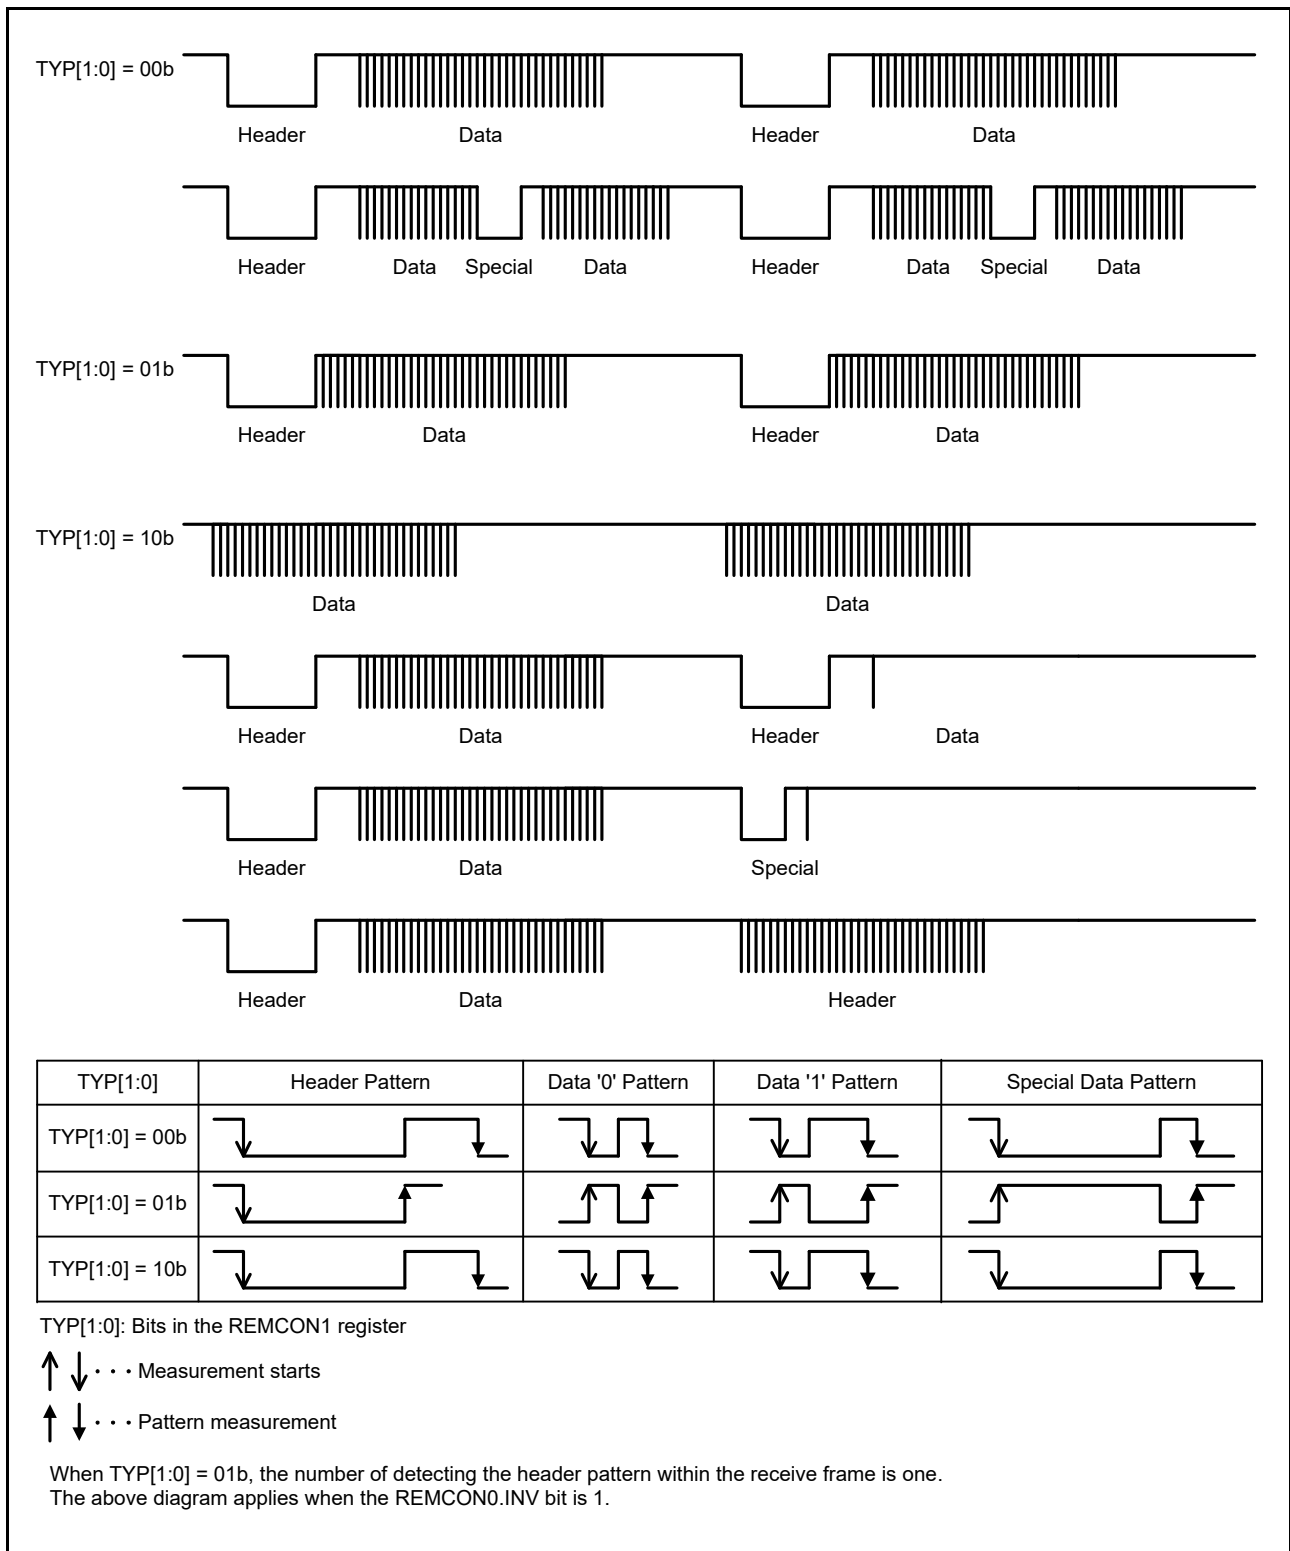 TYP[1:0] = 00b
Header Data Header Data
Header Data Special Data Header Data Special Data
TYP[1:0] = 01b
Header Data Header Data
TYP[1:0] = 10b
Data Data
Header Data Header Data
Header Data Special
Header Data Header
TYP[1:0] Header Pattern Data '0' Pattern Data '1' Pattern Special Data Pattern
TYP[1:0] = 00b
TYP[1:0] = 01b
TYP[1:0] = 10b
TYP[1:0]: Bits in the REMCON1 register
· · · Measurement starts
· · · Pattern measurement
When TYP[1:0] = 01b, the number of detecting the header pattern within the receive frame is one.
The above diagram applies when the REMCON0.INV bit is 1.